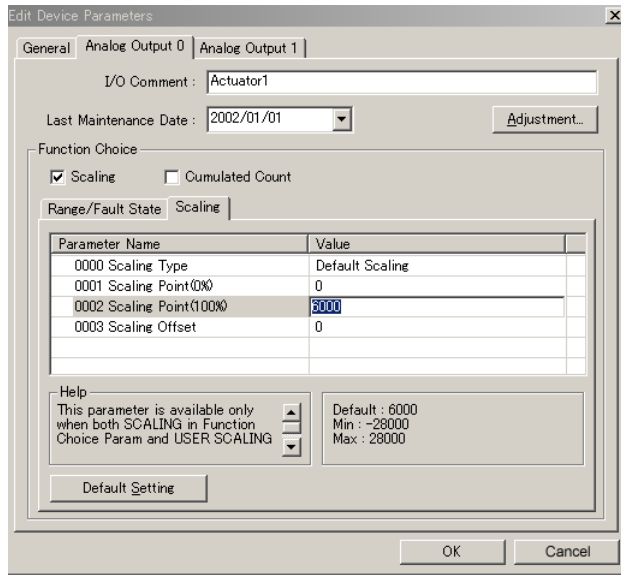 Edit Device Parameters
General Analog Output 0 Analog Output 1
I/O Comment : Actuator1
Last Maintenance Date : 2002/01/01 Adjustment...
Function Choice
Scaling Cumulated Count
Range/Fault State Scaling
Parameter Name Value
0000 Scaling Type Default Scaling
0001 Scaling Point(0%) 0
0002 Scaling Point(100%) 6000
0003 Scaling Offset 0
Help
This parameter is available only
when both SCALING in Function
Choice Param and USER SCALING
Default : 6000
Min : -28000
Max : 28000
Default Setting
OK Cancel